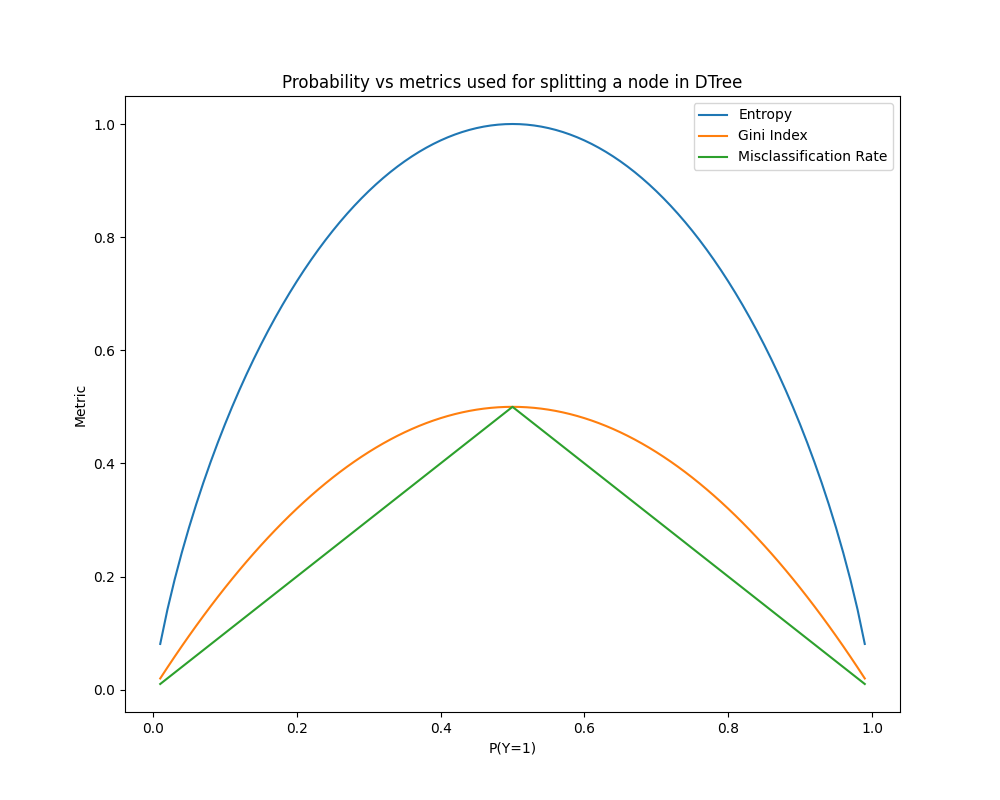 Probability vs metrics used for splitting a node in DTree
Entropy
Gini Index
Misclassification Rate
Metric
1.0
0.8
0.6
0.4
0.2
0.0
0.0 0.2 0.4 0.6 0.8 1.0
P(Y=1)